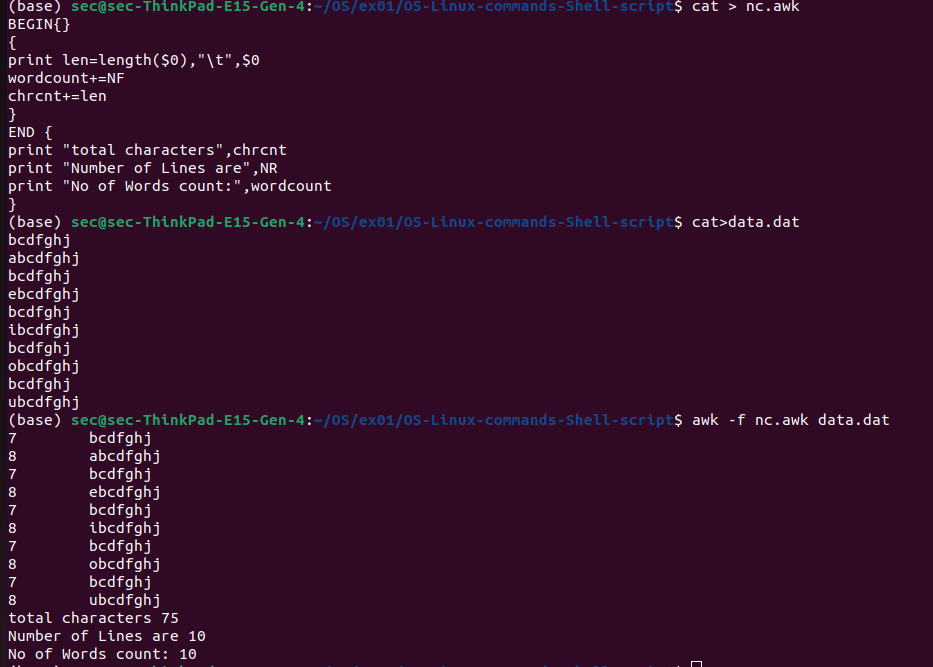 (base) sec@sec-ThinkPad-E15-Gen-4:~/OS/ex01/OS-Linux-commands-Shell-script$ cat > nc.awk
BEGIN{}
{
print len=length($0),"\t",$0
wordcount+=NF
chrcnt+=len
}
END {
print "total characters",chrcnt
print "Number of Lines are",NR
print "No of Words count:",wordcount
}
(base) sec@sec-ThinkPad-E15-Gen-4:~/OS/ex01/OS-Linux-commands-Shell-script$ cat>data.dat
bcdfghj
abcdfghj
bcdfghj
ebcdfghj
bcdfghj
ibcdfghj
bcdfghj
obcdfghj
bcdfghj
ubcdfghj
(base) sec@sec-ThinkPad-E15-Gen-4:~/OS/ex01/OS-Linux-commands-Shell-script$ awk -f nc.awk data.dat
7 bcdfghj
8 abcdfghj
7 bcdfghj
8 ebcdfghj
7 bcdfghj
8 ibcdfghj
7 bcdfghj
8 obcdfghj
7 bcdfghj
8 ubcdfghj
total characters 75
Number of Lines are 10
No of Words count: 10